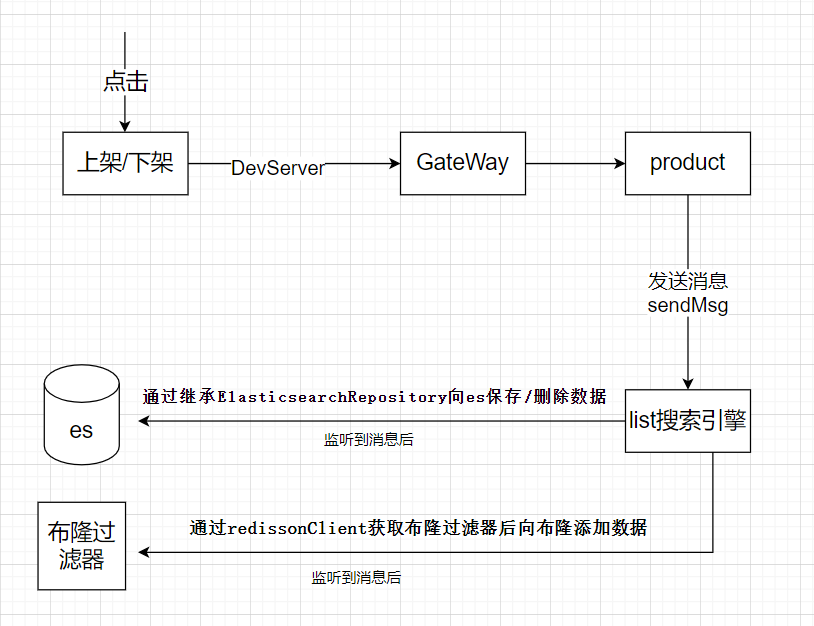 点击
上架/下架
DevServer
GateWay
product
发送消息
sendMsg
通过继承ElasticsearchRepository向es保存/删除数据
es
list搜索引擎
监听到消息后
布隆过
滤器
通过redissonClient获取布隆过滤器后向布隆添加数据
监听到消息后